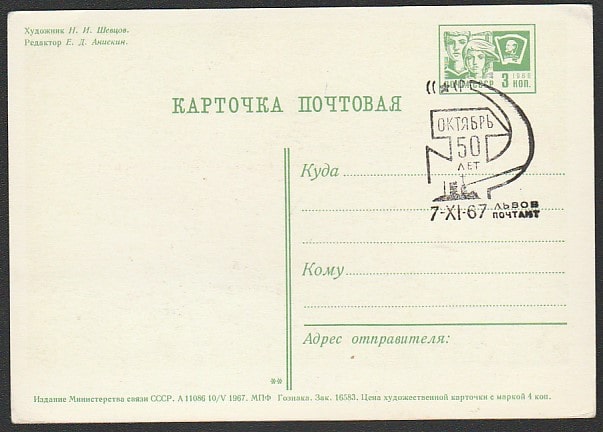 Художник Н. И. Шевцов.
Редактор Е. Д. Анискин.
3 1966
ПОЧТА СССР КОП.
КАРТОЧКА ПОЧТОВАЯ
ОКТЯБРЬ
50
ЛЕТ
7-XI-67 ЛЬВОВ
ПОЧТАМТ
Куда
Кому
Адрес отправителя:
**
Издание Министерства связи СССР. А 11086 10/V 1967. МПФ Гознака. Зак. 16583. Цена художественной карточки с маркой 4 коп.